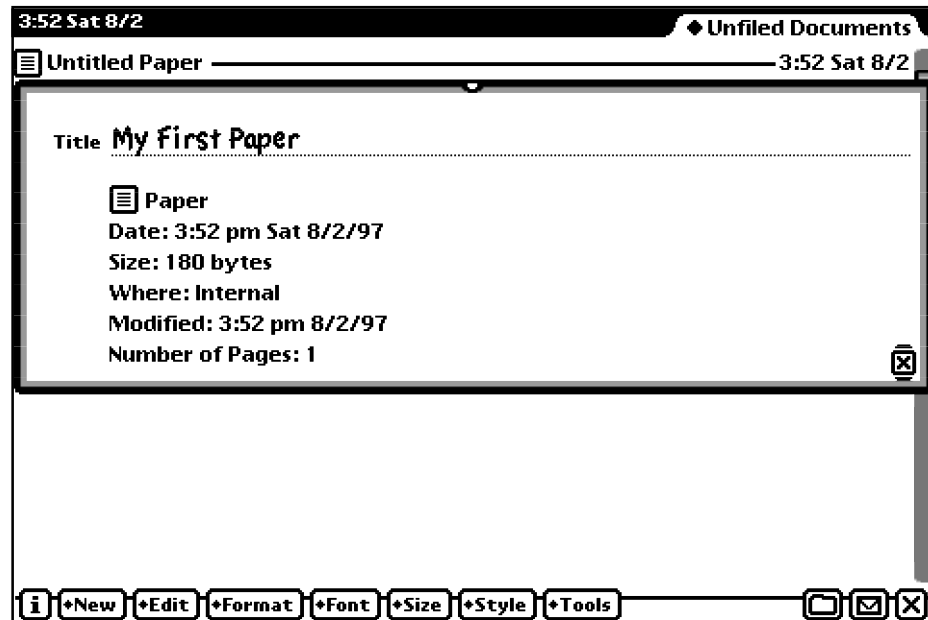 3:52 Sat 8/2
Unfiled Documents
Untitled Paper 3:52 Sat 8/2
Title My First Paper
Paper
Date: 3:52 pm Sat 8/2/97
Size: 180 bytes
Where: Internal
Modified: 3:52 pm 8/2/97
Number of Pages: 1
i New Edit Format Font Size Style Tools